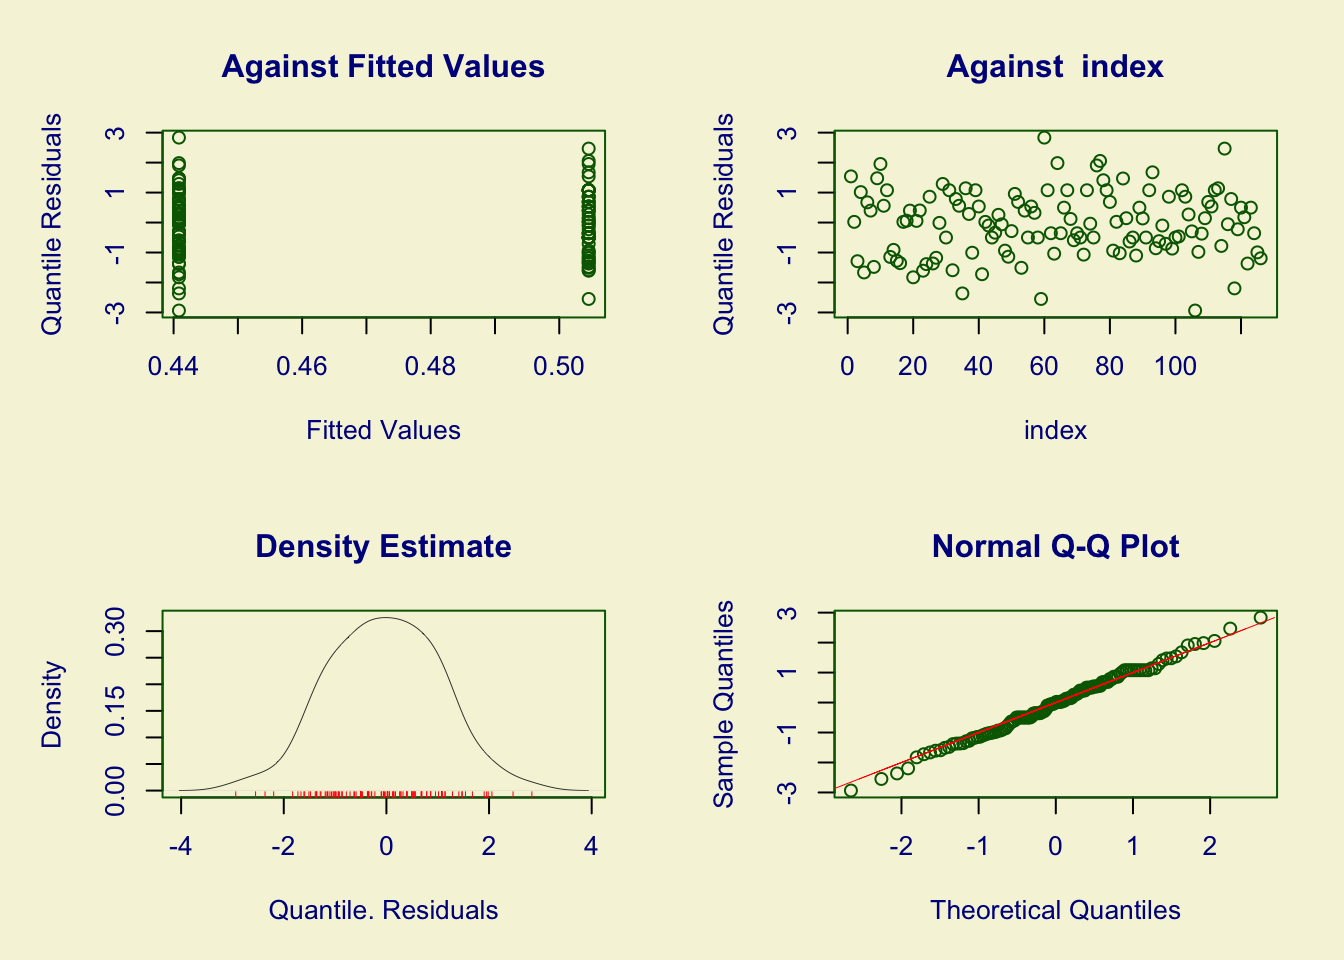 Against Fitted Values
Quantile Residuals
3
1
-1
-3
0.44 0.46 0.48 0.50
Fitted Values
Against  index
Quantile Residuals
3
1
-1
-3
0 20 40 60 80 100
index
Density Estimate
Density
0.30
0.15
0.00
-4 -2 0 2 4
Quantile. Residuals
Normal Q-Q Plot
Sample Quantiles
3
1
-1
-3
-2 -1 0 1 2
Theoretical Quantiles